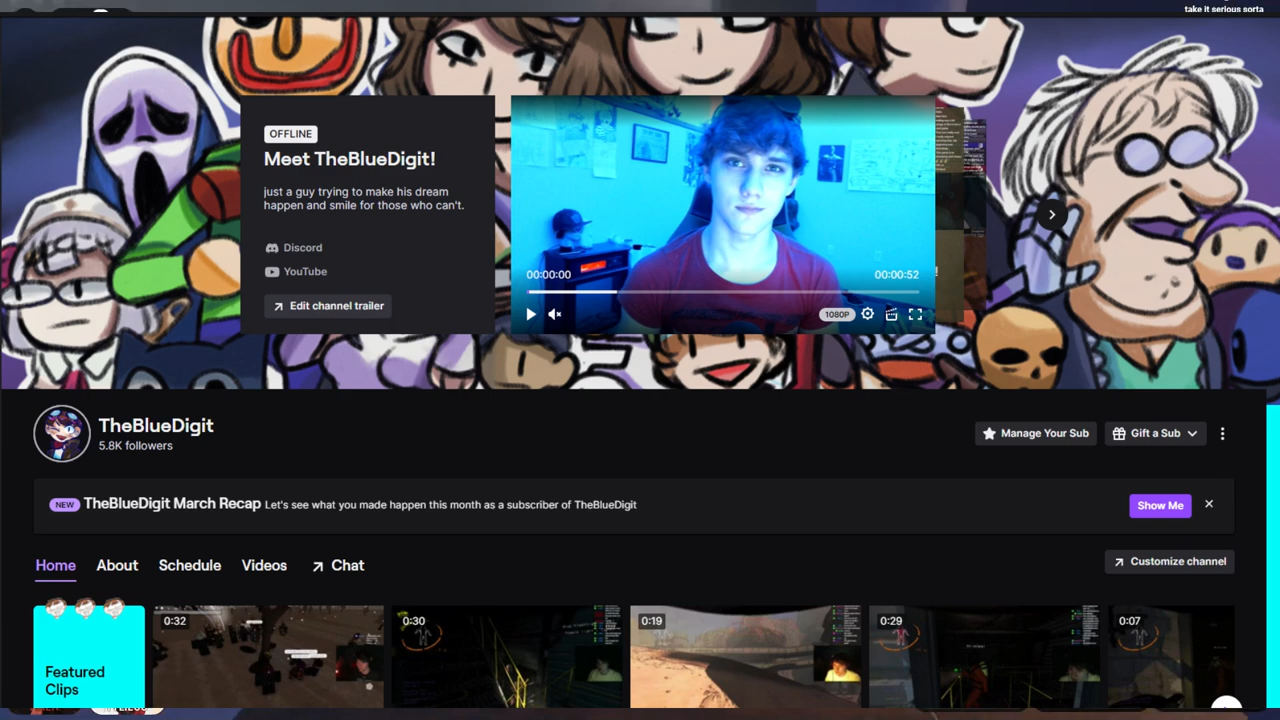 take it serious sorta
OFFLINE
Meet TheBlueDigit!
just a guy trying to make his dream
happen and smile for those who can't.
Discord
YouTube
Edit channel trailer
00:00:00
00:00:52
1080P
TheBlueDigit
5.8K followers
Manage Your Sub
Gift a Sub
NEW TheBlueDigit March Recap Let's see what you made happen this month as a subscriber of TheBlueDigit
Show Me
Home About Schedule Videos Chat
Customize channel
Featured
Clips
0:32
0:30
0:19
0:29
0:07